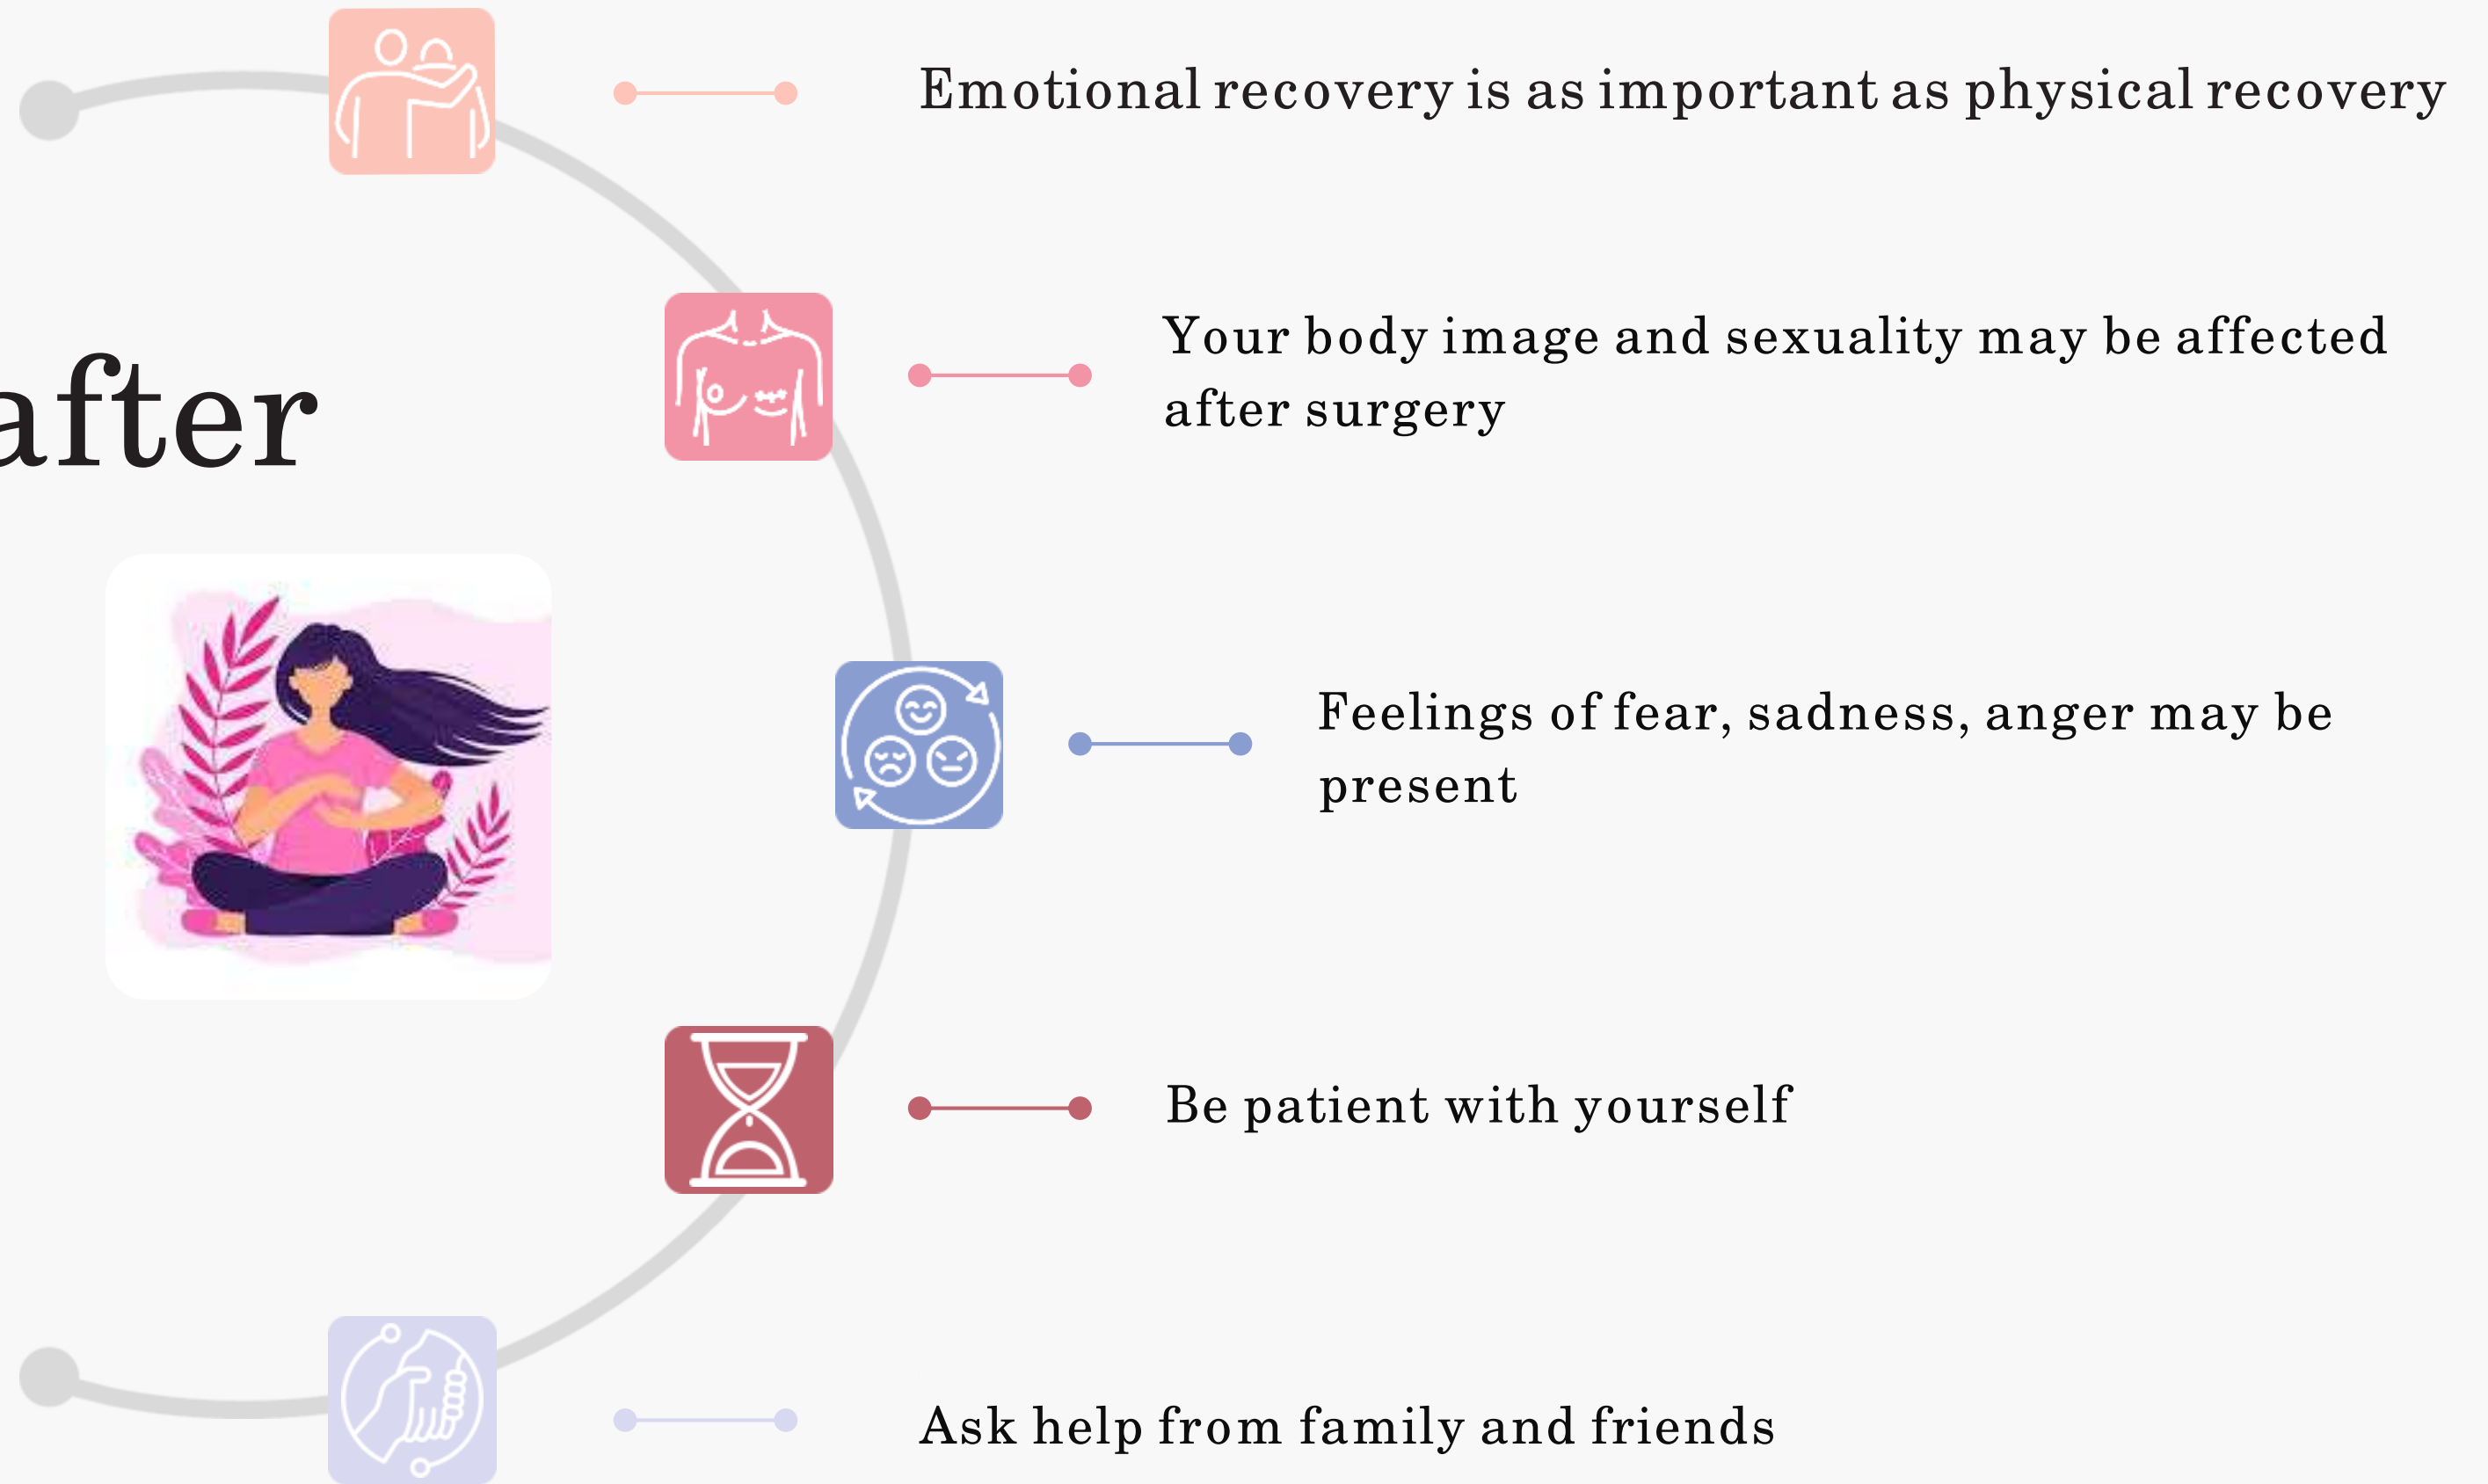 Emotional recovery is as important as physical recovery
Your body image and sexuality may be affected
after surgery
after
Feelings of fear, sadness, anger may be
present
Be patient with yourself
Ask help from family and friends